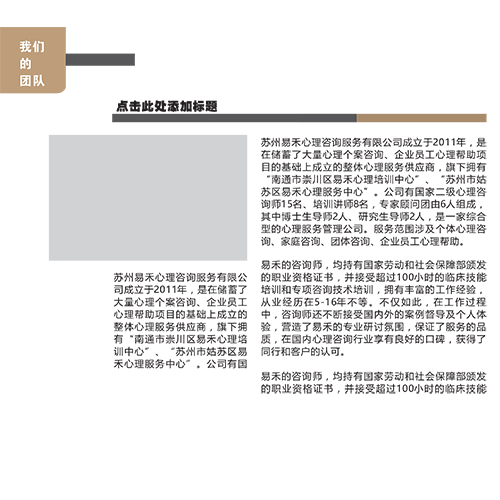 我们
的
团队
点击此处添加标题
苏州易禾心理咨询服务有限公
司成立于2011年，是在储蓄了
大量心理个案咨询、企业员工
心理帮助项目的基础上成立的
整体心理服务供应商，旗下拥
有“南通市崇川区易禾心理培
训中心”、“苏州市姑苏区易
禾心理服务中心”。公司有国
苏州易禾心理咨询服务有限公司成立于2011年，是
在储蓄了大量心理个案咨询、企业员工心理帮助项
目的基础上成立的整体心理服务供应商，旗下拥有
“南通市崇川区易禾心理培训中心”、“苏州市姑
苏区易禾心理服务中心”。公司有国家二级心理咨
询师15名、培训讲师8名，专家顾问团由6人组成，
其中博士生导师2人、研究生导师2人，是一家综合
型的心理服务管理公司。服务范围涉及个体心理咨
询、家庭咨询、团体咨询、企业员工心理帮助。
易禾的咨询师，均持有国家劳动和社会保障部颁发
的职业资格证书，并接受超过100小时的临床技能
培训和专项咨询技术培训，拥有丰富的工作经验，
从业经历在5-16年不等。不仅如此，在工作过程
中，咨询师还不断接受国内外的案例督导及个人体
验，营造了易禾的专业研讨氛围，保证了服务的品
质，在国内心理咨询行业享有良好的口碑，获得了
同行和客户的认可。
易禾的咨询师，均持有国家劳动和社会保障部颁发
的职业资格证书，并接受超过100小时的临床技能